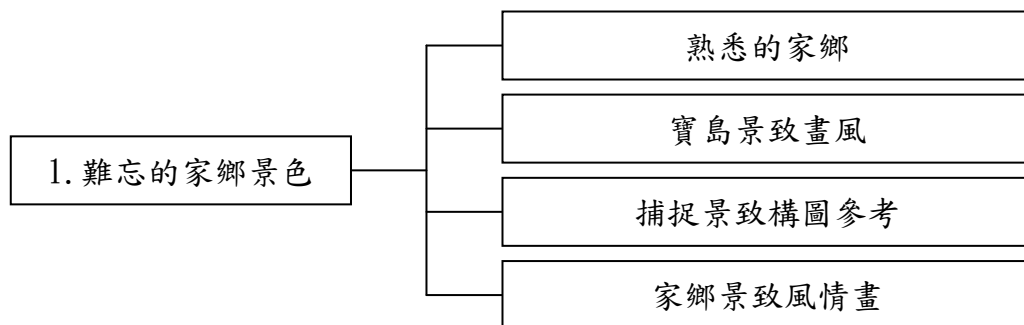 1.難忘的家鄉景色
熟悉的家鄉
寶島景致畫風
捕捉景致構圖參考
家鄉景致風情畫